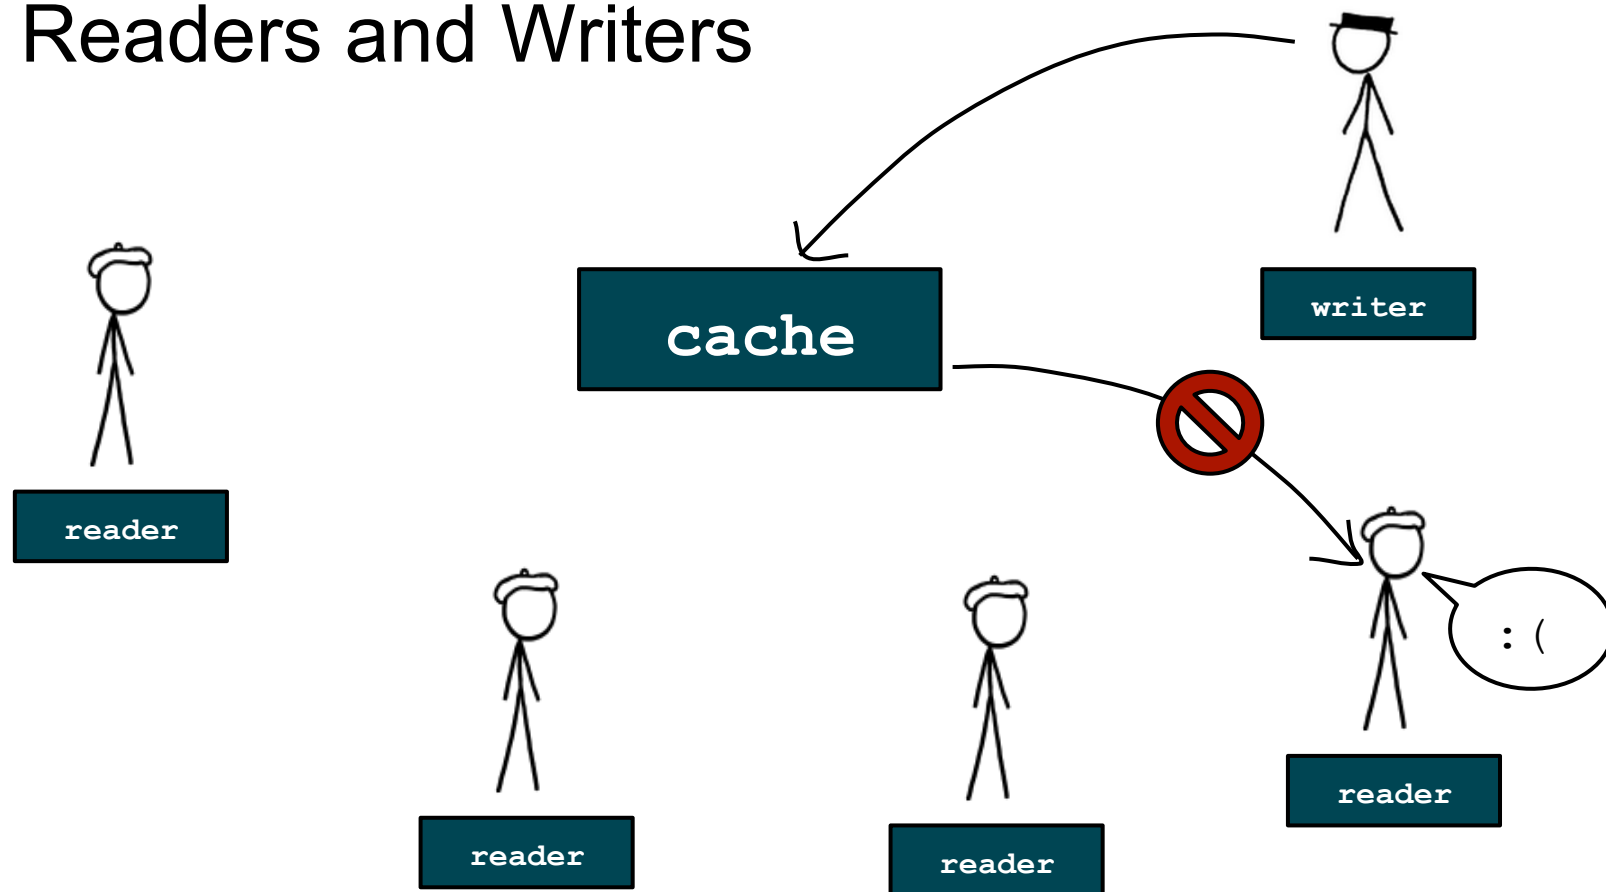 Readers and Writers
writer
cache
reader
: (
reader
reader
reader